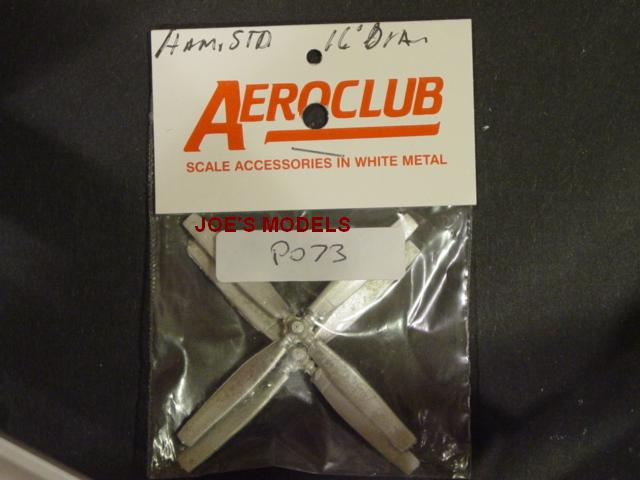 HAM. STD 16' DIA.
AEROCLUB
SCALE ACCESSORIES IN WHITE METAL
JOE'S MODELS
P073